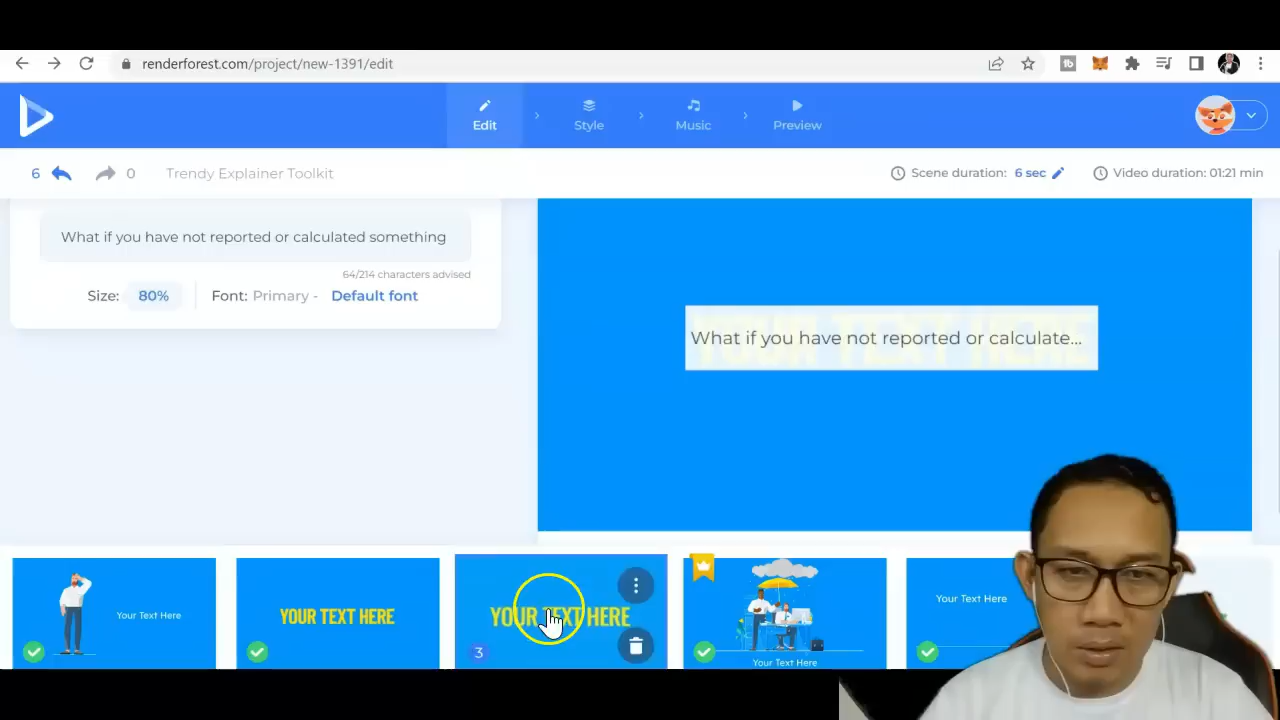 renderforest.com/project/new-1391/edit
Edit
Style
Music
Preview
6
0
Trendy Explainer Toolkit
Scene duration: 6 sec
Video duration: 01:21 min
What if you have not reported or calculated something
64/214 characters advised
Size: 80%
Font: Primary - Default font
YOUR TEXT HERE
What if you have not reported or calculate...
Your Text Here
YOUR TEXT HERE
YOUR TEXT HERE
3
Your Text Here
Your Text Here